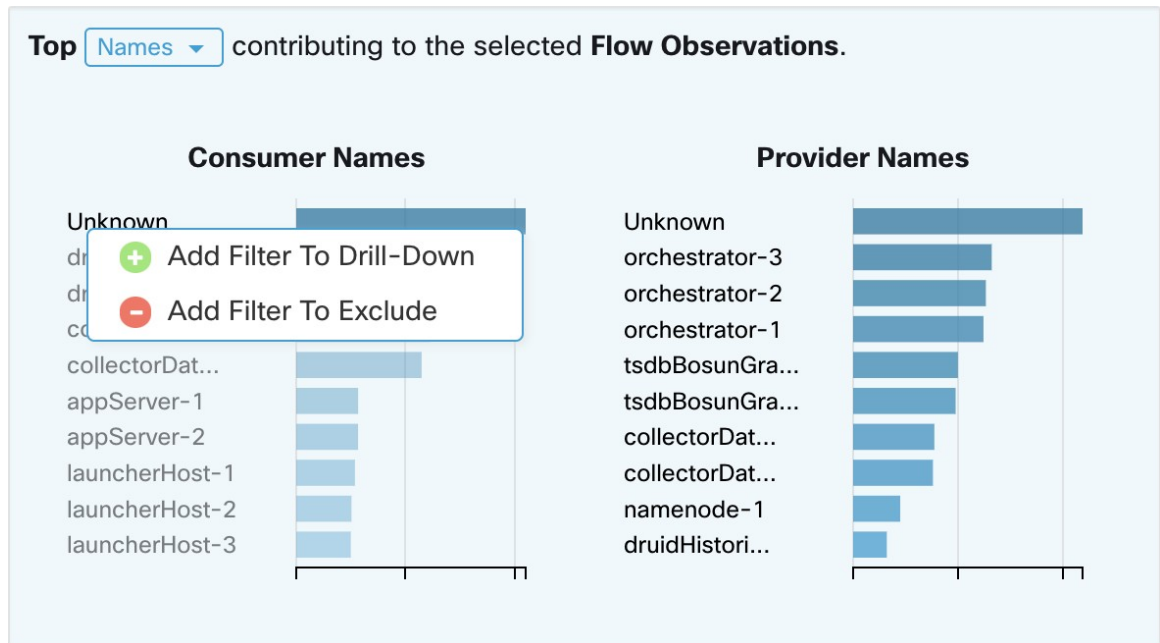 Top Names contributing to the selected Flow Observations.
Consumer Names
Provider Names
Unknown
Add Filter To Drill-Down
Add Filter To Exclude
collectorDat...
appServer-1
appServer-2
launcherHost-1
launcherHost-2
launcherHost-3
Unknown
orchestrator-3
orchestrator-2
orchestrator-1
tsdbBosunGra...
tsdbBosunGra...
collectorDat...
collectorDat...
namenode-1
druidHistori...